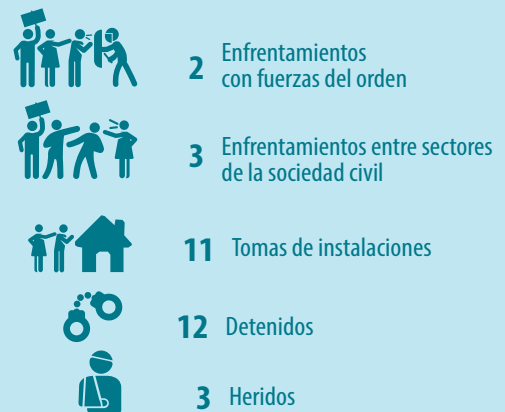 2 Enfrentamientos
con fuerzas del orden
3 Enfrentamientos entre sectores
de la sociedad civil
11 Tomas de instalaciones
12 Detenidos
3 Heridos